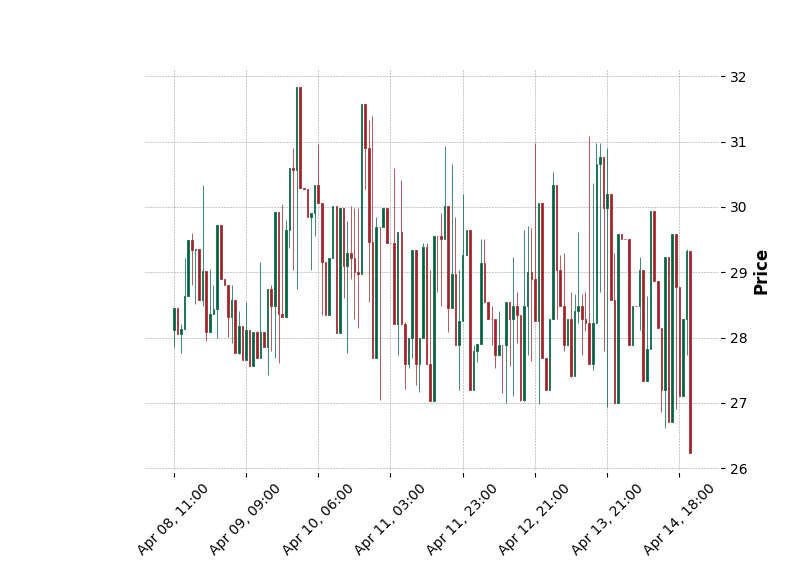 32
31
30
29
28
27
26
Price
Apr 08, 11:00
Apr 09, 09:00
Apr 10, 06:00
Apr 11, 03:00
Apr 11, 23:00
Apr 12, 21:00
Apr 13, 21:00
Apr 14, 18:00